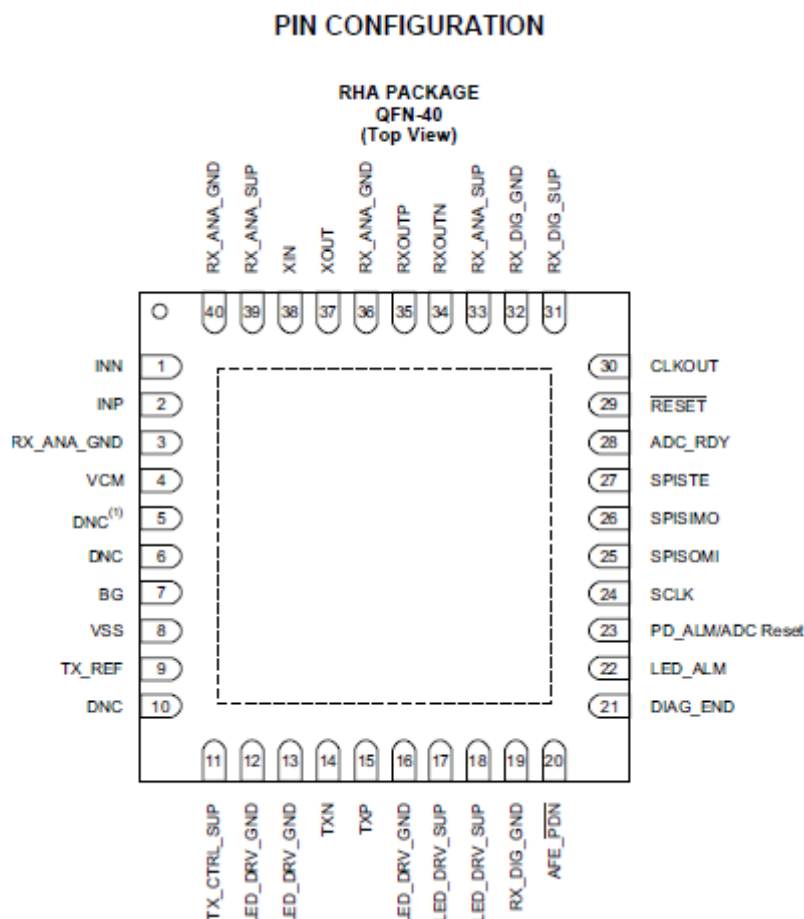 PIN CONFIGURATION
RHA PACKAGE
QFN-40
(Top View)
RX_ANA_GND
RX_ANA_SUP
XIN
XOUT
RX_ANA_GND
RXOUTP
RXOUTN
RX_ANA_SUP
RX_DIG_GND
RX_DIG_SUP
40 39 38 37 36 35 34 33 32 31
INN 1 30 CLKOUT
INP 2 29 RESET
RX_ANA_GND 3 28 ADC_RDY
VCM 4 27 SPISTE
DNC(1) 5 26 SPISIMO
DNC 6 25 SPISOMI
BG 7 24 SCLK
VSS 8 23 PD_ALM/ADC Reset
TX_REF 9 22 LED_ALM
DNC 10 21 DIAG_END
11 12 13 14 15 16 17 18 19 20
TX_CTRL_SUP
LED_DRV_GND
LED_DRV_GND
TXN
TXP
LED_DRV_GND
LED_DRV_SUP
LED_DRV_SUP
RX_DIG_GND
AFE_PDN